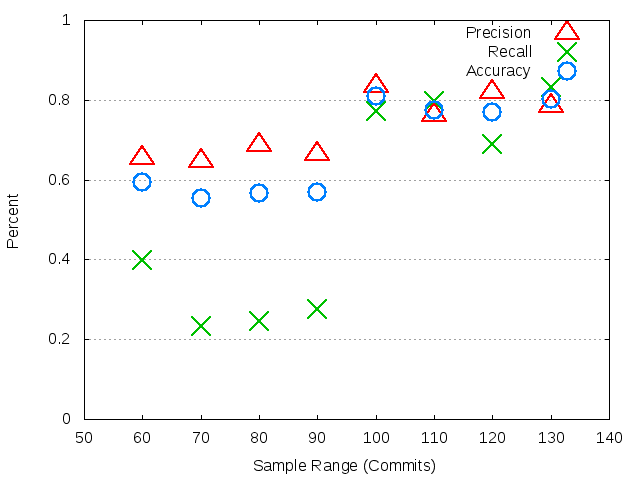 1
Precision
Recall
Accuracy
0.8
0.6
Percent
0.4
0.2
0
50 60 70 80 90 100 110 120 130 140
Sample Range (Commits)